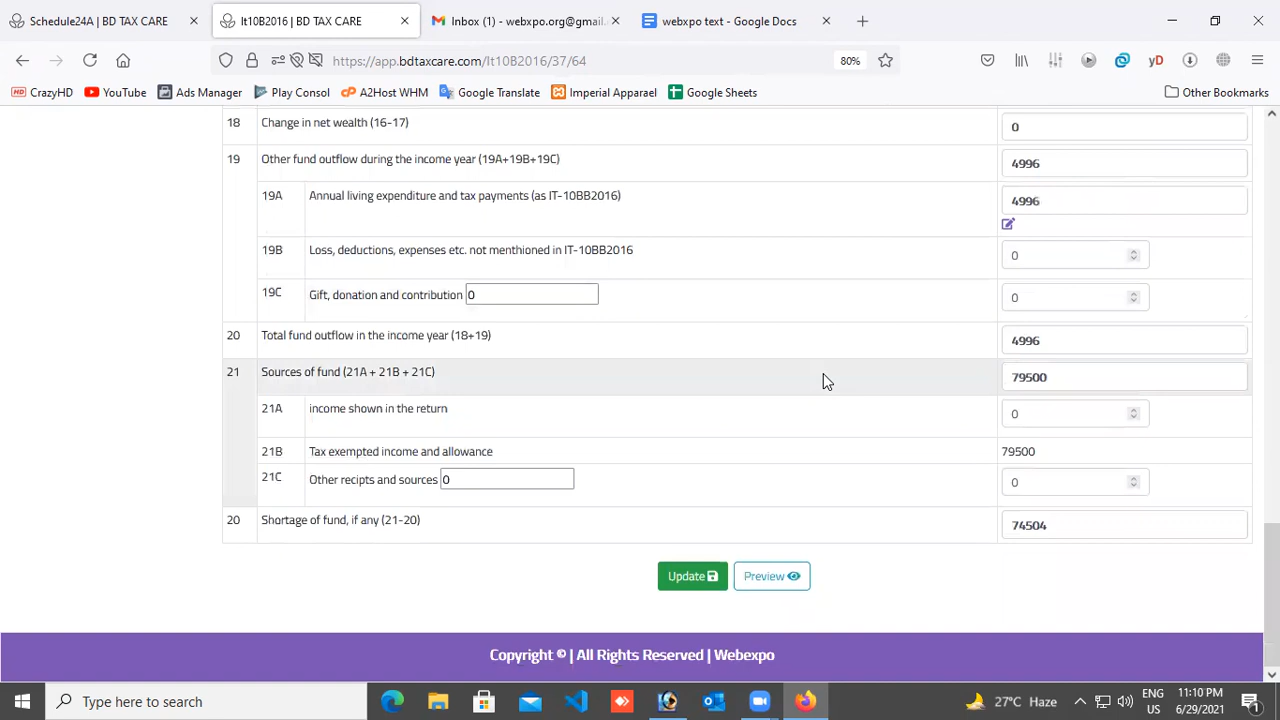 Schedule24A | BD TAX CARE
It10B2016 | BD TAX CARE
Inbox (1) - webxpo.org@gmail.
webxpo text - Google Docs
https://app.bdtaxcare.com/It10B2016/37/64
80%
yD
HD CrazyHD
YouTube
Ads Manager
Play Consol
cP A2Host WHM
Google Translate
Imperial Apparael
Google Sheets
Other Bookmarks
18 Change in net wealth (16-17) 0
19 Other fund outflow during the income year (19A+19B+19C) 4996
19A Annual living expenditure and tax payments (as IT-10BB2016) 4996
19B Loss, deductions, expenses etc. not menthioned in IT-10BB2016 0
19C Gift, donation and contribution 0 0
20 Total fund outflow in the income year (18+19) 4996
21 Sources of fund (21A + 21B + 21C) 79500
21A income shown in the return 0
21B Tax exempted income and allowance 79500
21C Other recipts and sources 0 0
20 Shortage of fund, if any (21-20) 74504
Update
Preview
Copyright © | All Rights Reserved | Webexpo
Type here to search
27°C Haze
ENG
US
11:10 PM
6/29/2021
1